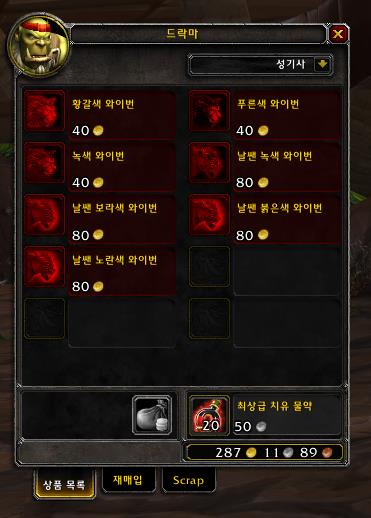 드락마
성기사
황갈색 와이번
40
푸른색 와이번
40
녹색 와이번
40
날쌘 녹색 와이번
80
날쌘 보라색 와이번
80
날쌘 붉은색 와이번
80
날쌘 노란색 와이번
80
20
최상급 치유 물약
50
287 11 89
상품 목록
재매입
Scrap